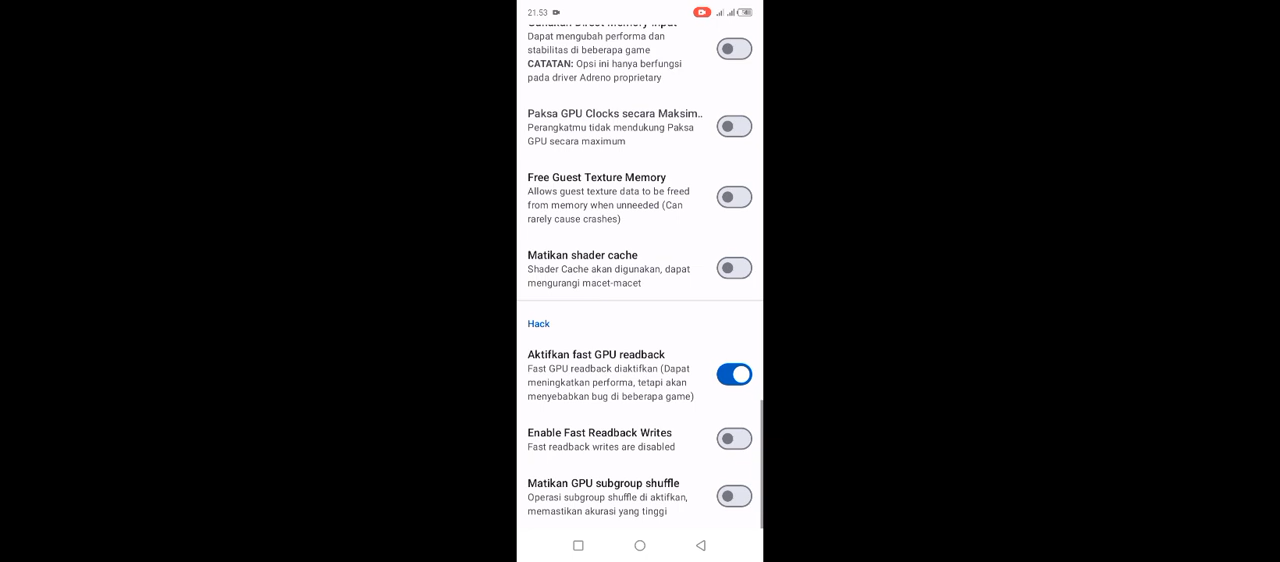 21.53
Gunakan Direct Memory Input
Dapat mengubah performa dan
stabilitas di beberapa game
CATATAN: Opsi ini hanya berfungsi
pada driver Adreno proprietary
Paksa GPU Clocks secara Maksim..
Perangkatmu tidak mendukung Paksa
GPU secara maximum
Free Guest Texture Memory
Allows guest texture data to be freed
from memory when unneeded (Can
rarely cause crashes)
Matikan shader cache
Shader Cache akan digunakan, dapat
mengurangi macet-macet
Hack
Aktifkan fast GPU readback
Fast GPU readback diaktifkan (Dapat
meningkatkan performa, tetapi akan
menyebabkan bug di beberapa game)
Enable Fast Readback Writes
Fast readback writes are disabled
Matikan GPU subgroup shuffle
Operasi subgroup shuffle di aktifkan,
memastikan akurasi yang tinggi